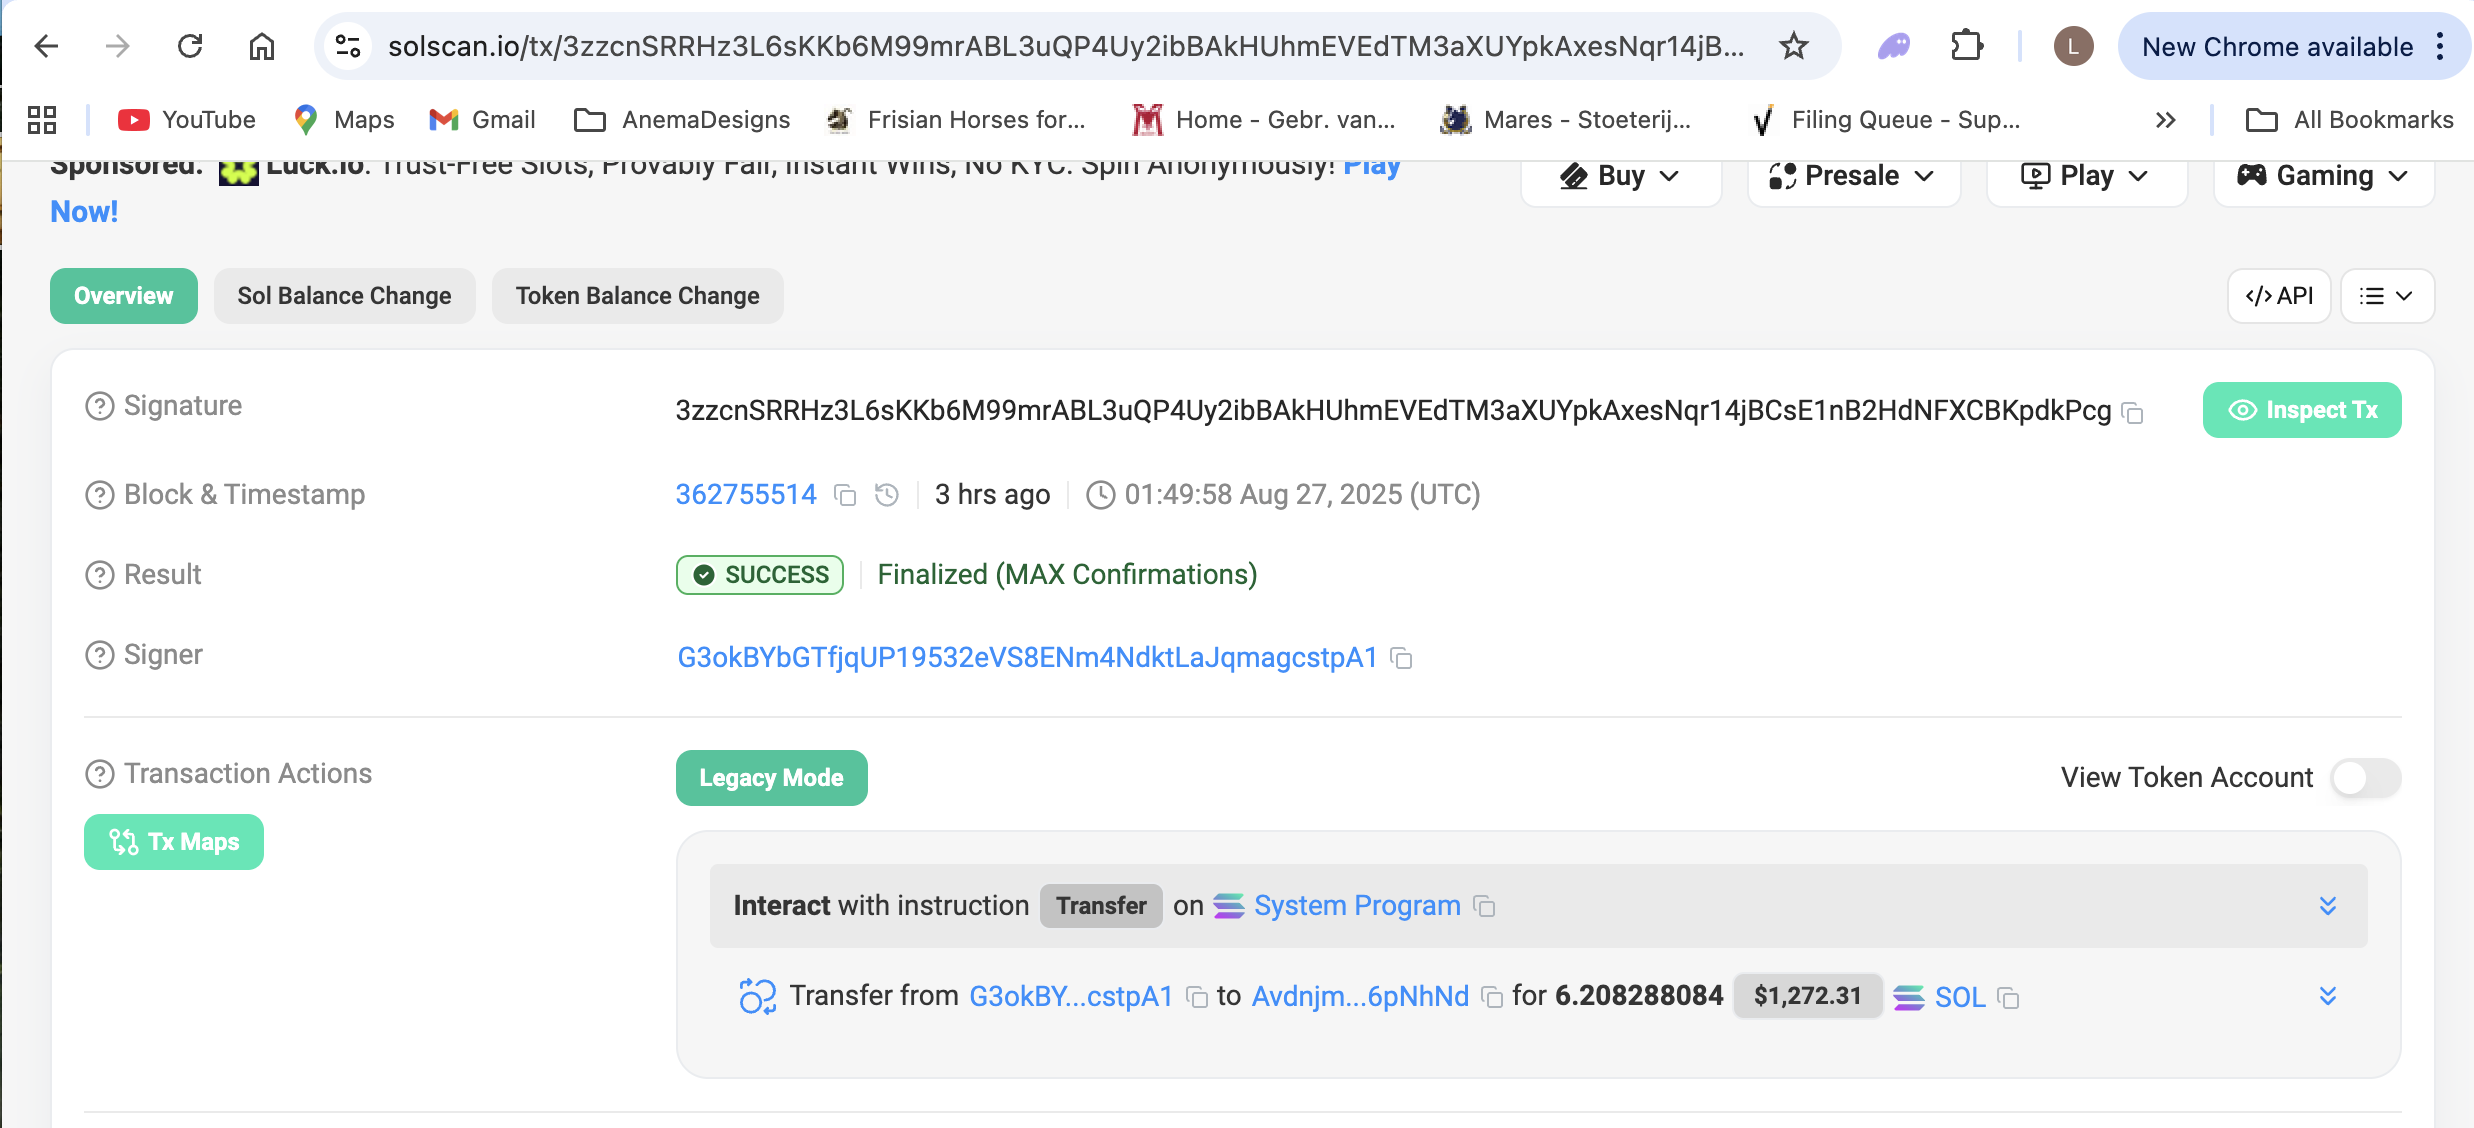 solscan.io/tx/3zzcnSRRHz3L6sKKb6M99mrABL3uQP4Uy2ibBAkHUhmEVEdTM3aXUYpkAxesNqr14jB... L New Chrome available
YouTube Maps Gmail AnemaDesigns Frisian Horses for... Home - Gebr. van... Mares - Stoeterij... Filing Queue - Sup... All Bookmarks
Sponsored: Luck.io: Trust-Free Slots, Provably Fair, Instant Wins, No KYC. Spin Anonymously! Play
Now!
Buy Presale Play Gaming
Overview Sol Balance Change Token Balance Change </> API
Signature 3zzcnSRRHz3L6sKKb6M99mrABL3uQP4Uy2ibBAkHUhmEVEdTM3aXUYpkAxesNqr14jBCsE1nB2HdNFXCBKpdkPcg Inspect Tx
Block & Timestamp 362755514 3 hrs ago 01:49:58 Aug 27, 2025 (UTC)
Result SUCCESS Finalized (MAX Confirmations)
Signer G3okBYbGTfjqUP19532eVS8ENm4NdktLaJqmagcstpA1
Transaction Actions Legacy Mode View Token Account
Tx Maps
Interact with instruction Transfer on System Program
Transfer from G3okBY...cstpA1 to Avdnjm...6pNhNd for 6.208288084 $1,272.31 SOL